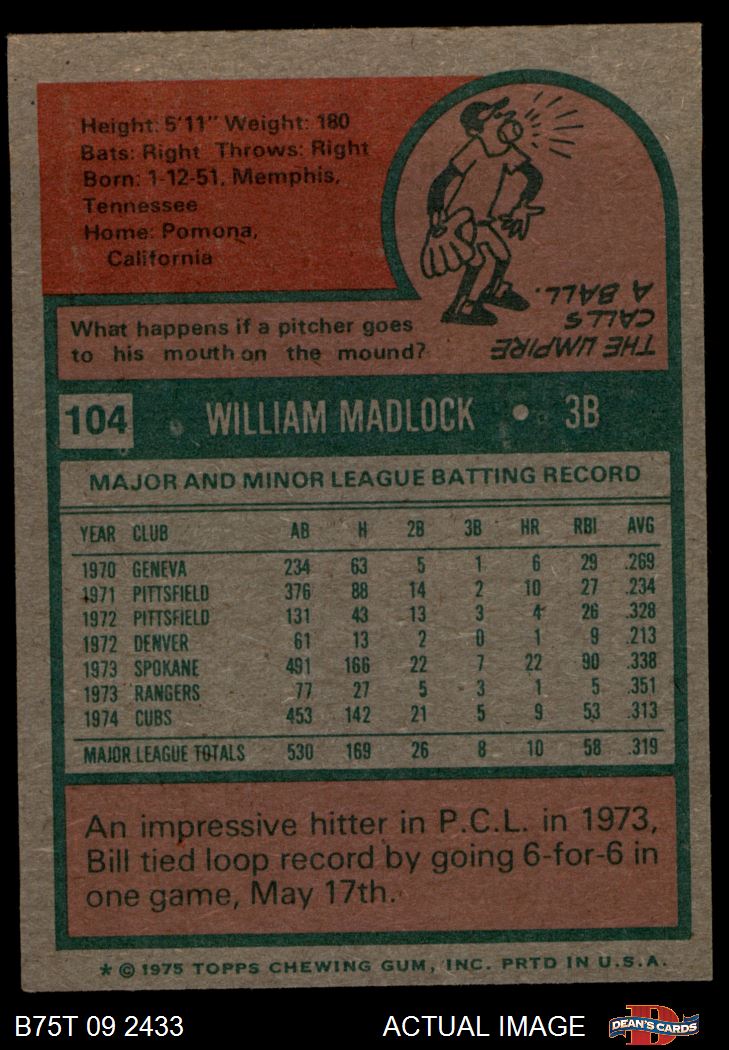 Height: 5'11" Weight: 180
Bats: Right Throws: Right
Born: 1-12-51, Memphis,
Tennessee
Home: Pomona,
California
What happens if a pitcher goes
to his mouth on the mound?
THE UMPIRE
CALLS
A BALL.
104 WILLIAM MADLOCK • 3B
MAJOR AND MINOR LEAGUE BATTING RECORD
YEAR CLUB AB H 2B 3B HR RBI AVG
1970 GENEVA 234 63 5 1 6 29 .269
1971 PITTSFIELD 376 88 14 2 10 27 .234
1972 PITTSFIELD 131 43 13 3 4 26 .328
1972 DENVER 61 13 2 0 1 9 .213
1973 SPOKANE 491 166 22 7 22 90 .338
1973 RANGERS 77 27 5 3 1 5 .351
1974 CUBS 453 142 21 5 9 53 .313
MAJOR LEAGUE TOTALS 530 169 26 8 10 58 .319
An impressive hitter in P.C.L. in 1973,
Bill tied loop record by going 6-for-6 in
one game, May 17th.
* © 1975 TOPPS CHEWING GUM, INC. PRTD IN U.S.A.
B75T 09 2433 ACTUAL IMAGE DEAN'S CARDS